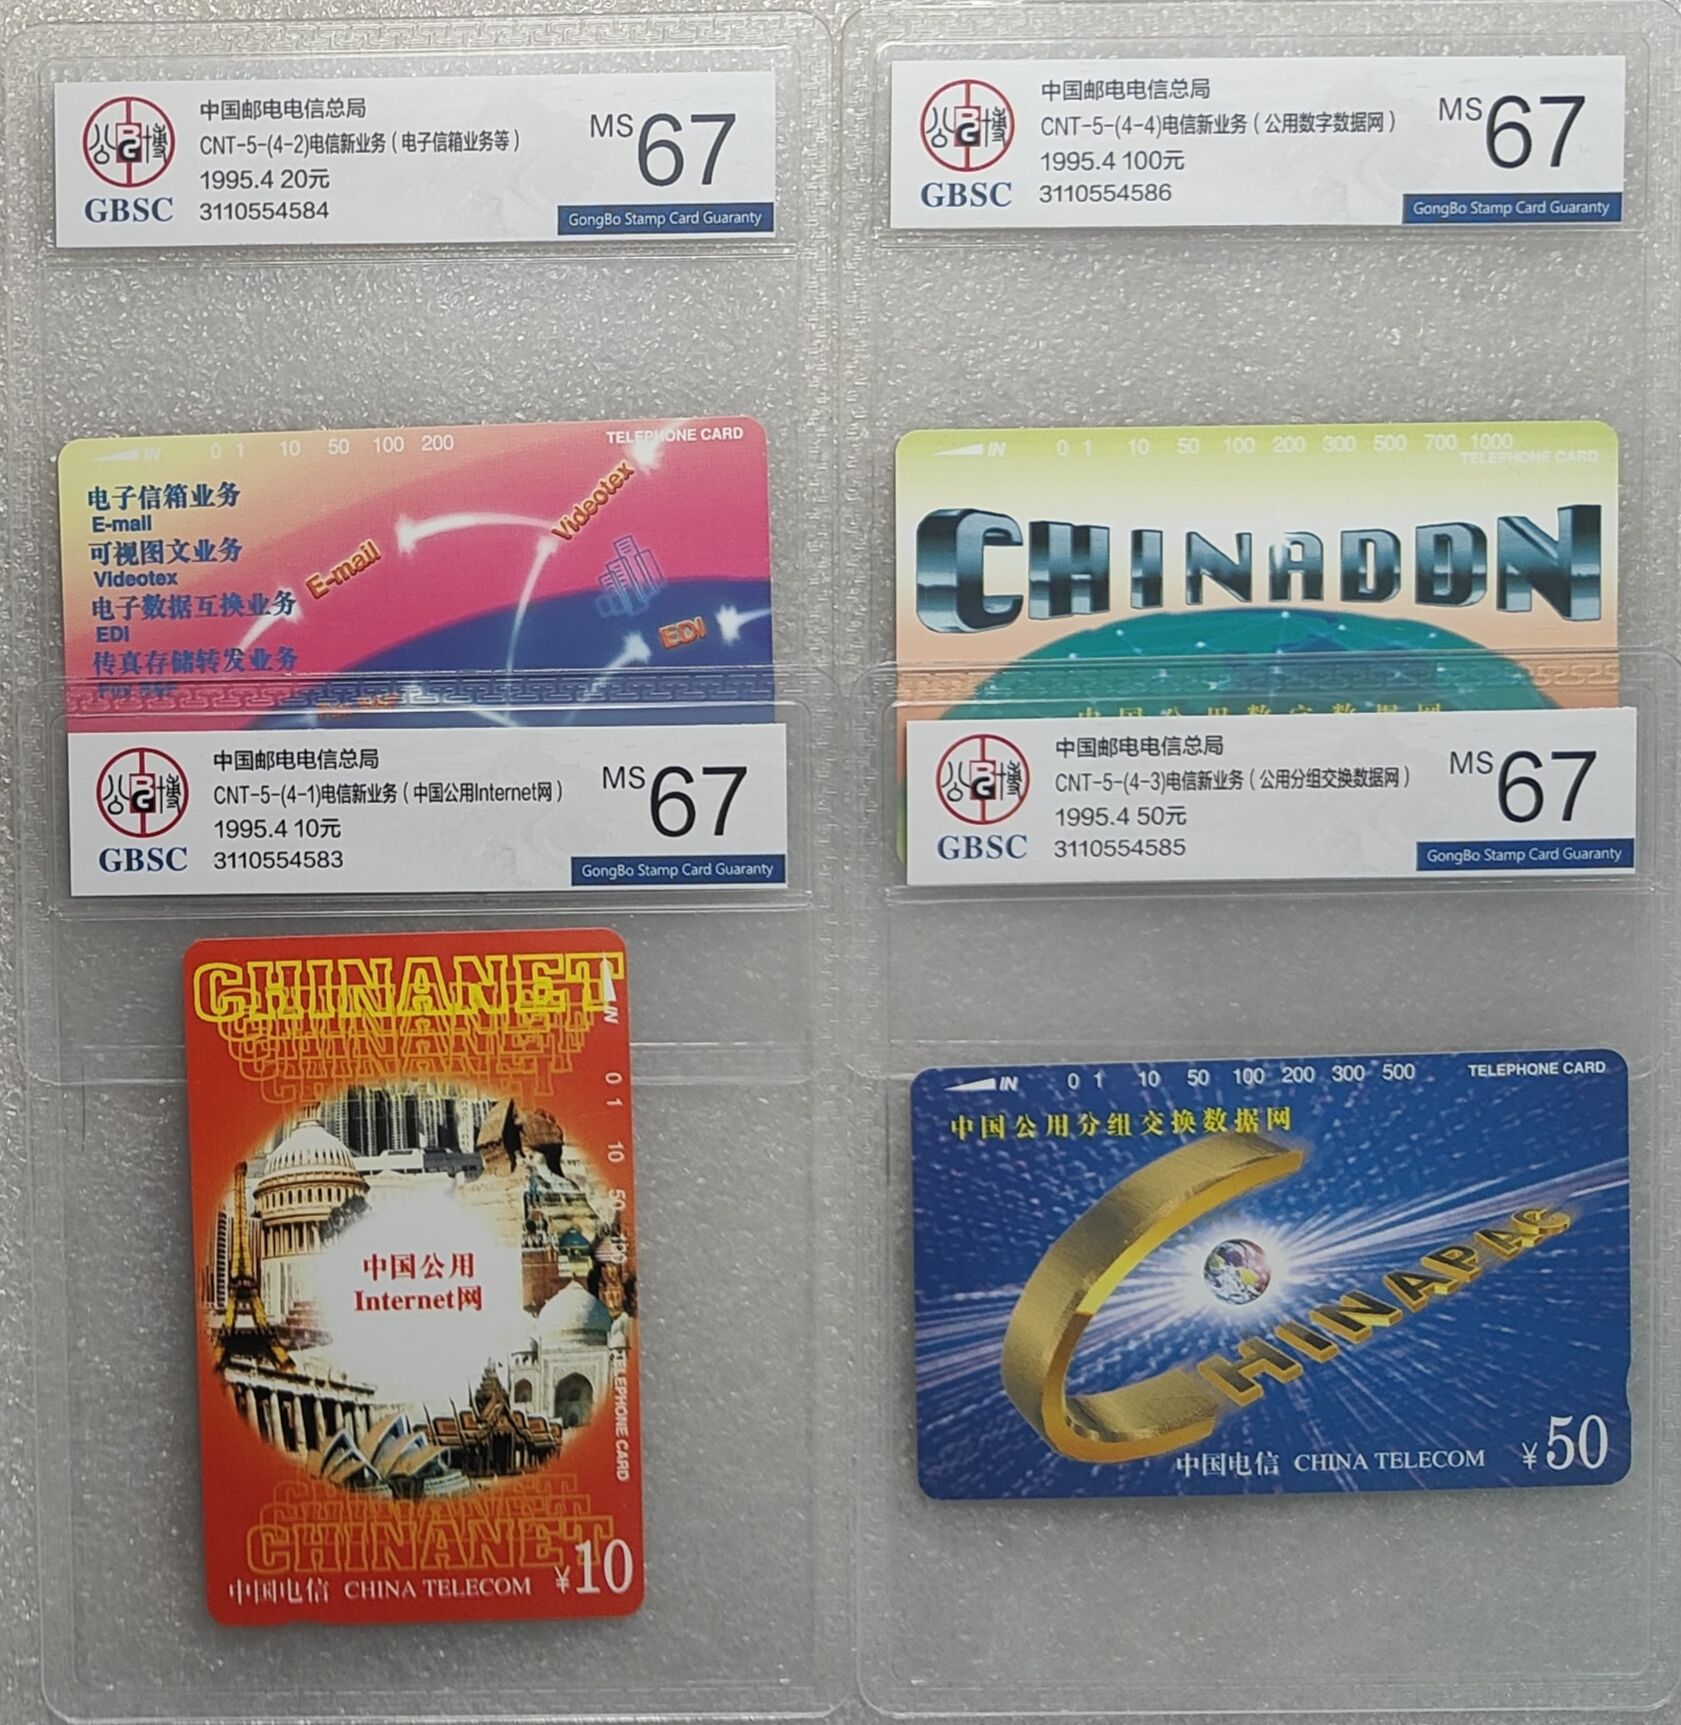 中国邮电电信总局
CNT-5-(4-2)电信新业务（电子信箱业务等）
1995.4 20元
3110554584
MS 67
GBSC
GongBo Stamp Card Guaranty
IN 0 1 10 50 100 200
TELEPHONE CARD
电子信箱业务
E-mail
可视图文业务
Videotex
电子数据互换业务
EDI
传真存储转发业务
E-mail
Videotex
EDI
中国邮电电信总局
CNT-5-(4-4)电信新业务（公用数字数据网）
1995.4 100元
3110554586
MS 67
GBSC
GongBo Stamp Card Guaranty
IN 0 1 10 50 100 200 300 500 700 1000
TELEPHONE CARD
CHINADDN
中国公用数字数据网
中国邮电电信总局
CNT-5-(4-1)电信新业务（中国公用Internet网）
1995.4 10元
3110554583
MS 67
GBSC
GongBo Stamp Card Guaranty
CHINANET
CHINANET
CHINANET
CHINANET
IN 0 1 10 50 100
TELEPHONE CARD
中国公用
Internet网
CHINANET
CHINANET
CHINANET
中国电信 CHINA TELECOM ¥10
中国邮电电信总局
CNT-5-(4-3)电信新业务（公用分组交换数据网）
1995.4 50元
3110554585
MS 67
GBSC
GongBo Stamp Card Guaranty
IN 0 1 10 50 100 200 300 500
TELEPHONE CARD
中国公用分组交换数据网
CHINAPAC
中国电信 CHINA TELECOM ¥50